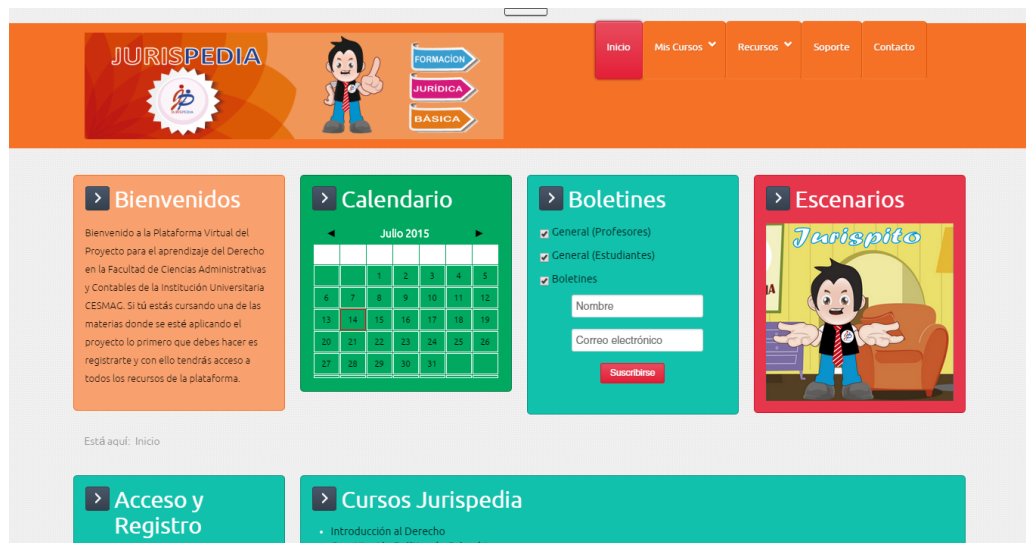 JURISPEDIA
FORMACIÓN
JURÍDICA
BÁSICA
Inicio
Mis Cursos
Recursos
Soporte
Contacto
Bienvenidos
Bienvenido a la Plataforma Virtual del
Proyecto para el aprendizaje del Derecho
en la Facultad de Ciencias Administrativas
y Contables de la Institución Universitaria
CESMAG. Si tú estás cursando una de las
materias donde se esté aplicando el
proyecto lo primero que debes hacer es
registrarte y con ello tendrás acceso a
todos los recursos de la plataforma.
Calendario
Julio 2015
1 2 3 4 5
6 7 8 9 10 11 12
13 14 15 16 17 18 19
20 21 22 23 24 25 26
27 28 29 30 31
Boletines
General (Profesores)
General (Estudiantes)
Boletines
Nombre
Correo electrónico
Suscribirse
Escenarios
Jurispito
Está aquí: Inicio
Acceso y
Registro
Cursos Jurispedia
Introducción al Derecho